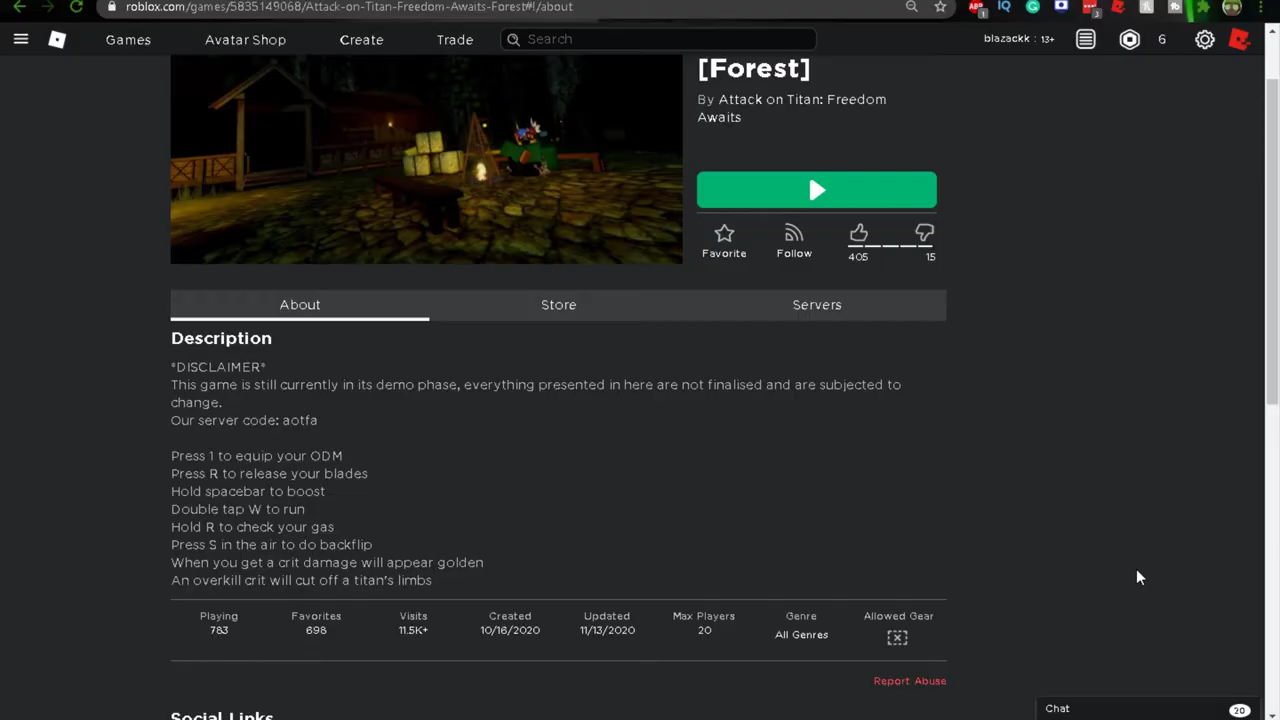 roblox.com/games/5835149068/Attack-on-Titan-Freedom-Awaits-Forest#!/about
Games
Avatar Shop
Create
Trade
Search
blazackk : 13+
6
[Forest]
By Attack on Titan: Freedom
Awaits
Favorite
Follow
405
15
About
Store
Servers
Description
*DISCLAIMER*
This game is still currently in its demo phase, everything presented in here are not finalised and are subjected to
change.
Our server code: aotfa
Press 1 to equip your ODM
Press R to release your blades
Hold spacebar to boost
Double tap W to run
Hold R to check your gas
Press S in the air to do backflip
When you get a crit damage will appear golden
An overkill crit will cut off a titan's limbs
Playing
Favorites
Visits
Created
Updated
Max Players
Genre
Allowed Gear
783
698
11.5K+
10/16/2020
11/13/2020
20
All Genres
Report Abuse
Social Links
Chat
20